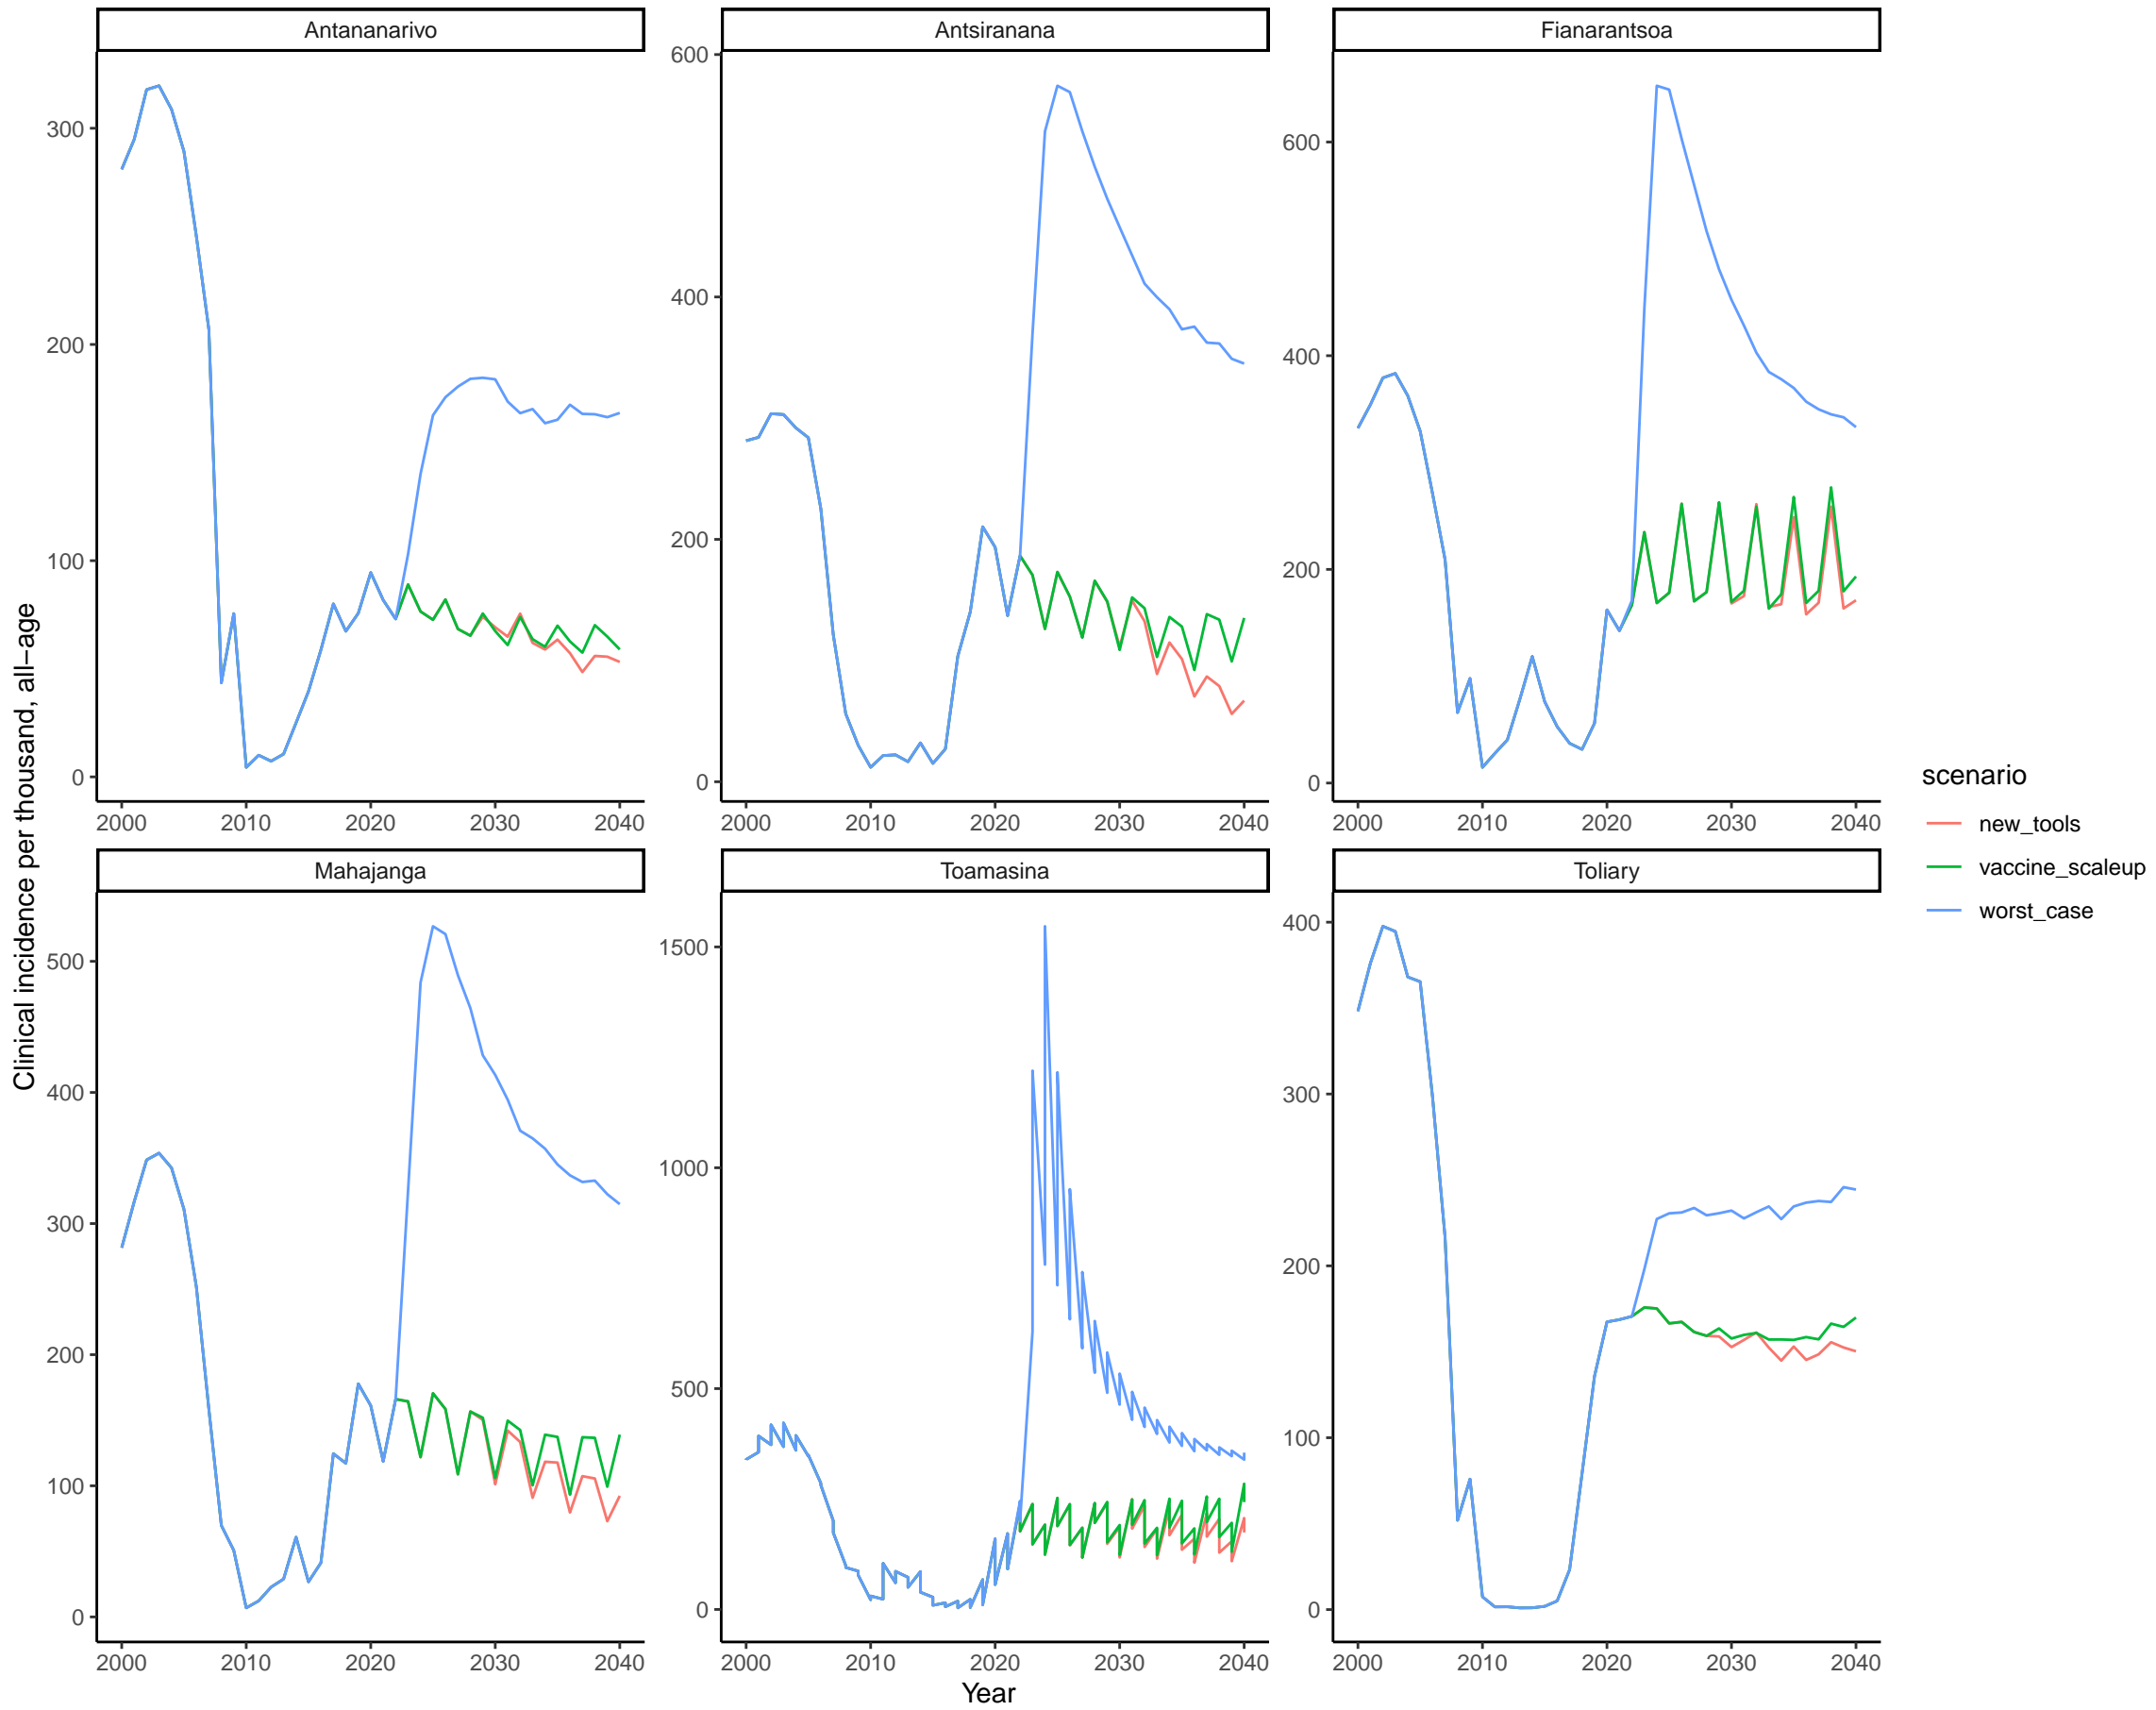 Antananarivo
Antsiranana
Fianarantsoa
300
200
100
0
600
400
200
0
600
400
200
0
2000 2010 2020 2030 2040
2000 2010 2020 2030 2040
2000 2010 2020 2030 2040
Clinical incidence per thousand, all−age
Mahajanga
Toamasina
Toliary
500
400
300
200
100
0
1500
1000
500
0
400
300
200
100
0
2000 2010 2020 2030 2040
2000 2010 2020 2030 2040
2000 2010 2020 2030 2040
Year
scenario
new_tools
vaccine_scaleup
worst_case